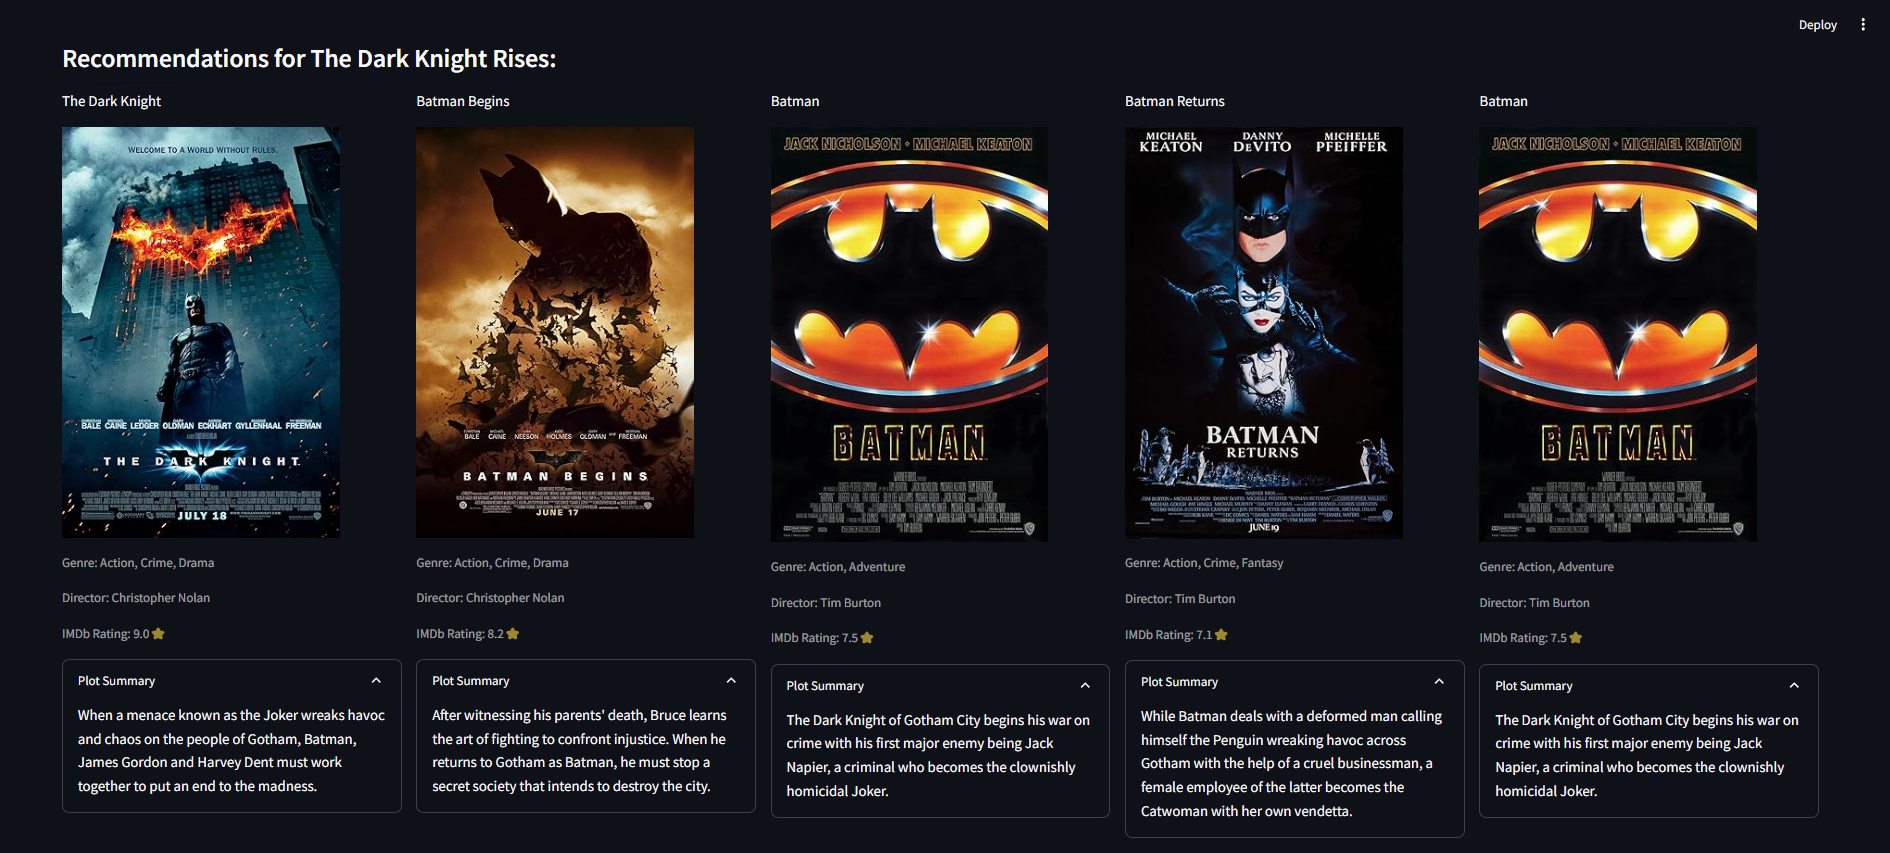 Deploy
Recommendations for The Dark Knight Rises:
The Dark Knight
WELCOME TO A WORLD WITHOUT RULES.
BALE CAINE LEDGER OLDMAN ECKHART GYLLENHAAL FREEMAN
THE DARK KNIGHT
JULY 18
Genre: Action, Crime, Drama
Director: Christopher Nolan
IMDb Rating: 9.0
Plot Summary
When a menace known as the Joker wreaks havoc
and chaos on the people of Gotham, Batman,
James Gordon and Harvey Dent must work
together to put an end to the madness.
Batman Begins
BALE CAINE NEESON HOLMES OLDMAN FREEMAN
BATMAN BEGINS
JUNE 17
Genre: Action, Crime, Drama
Director: Christopher Nolan
IMDb Rating: 8.2
Plot Summary
After witnessing his parents' death, Bruce learns
the art of fighting to confront injustice. When he
returns to Gotham as Batman, he must stop a
secret society that intends to destroy the city.
Batman
JACK NICHOLSON • MICHAEL KEATON
BATMAN
Genre: Action, Adventure
Director: Tim Burton
IMDb Rating: 7.5
Plot Summary
The Dark Knight of Gotham City begins his war on
crime with his first major enemy being Jack
Napier, a criminal who becomes the clownishly
homicidal Joker.
Batman Returns
MICHAEL DANNY MICHELLE
KEATON DEVITO PFEIFFER
BATMAN
RETURNS
JUNE 19
Genre: Action, Crime, Fantasy
Director: Tim Burton
IMDb Rating: 7.1
Plot Summary
While Batman deals with a deformed man calling
himself the Penguin wreaking havoc across
Gotham with the help of a cruel businessman, a
female employee of the latter becomes the
Catwoman with her own vendetta.
Batman
JACK NICHOLSON • MICHAEL KEATON
BATMAN
Genre: Action, Adventure
Director: Tim Burton
IMDb Rating: 7.5
Plot Summary
The Dark Knight of Gotham City begins his war on
crime with his first major enemy being Jack
Napier, a criminal who becomes the clownishly
homicidal Joker.